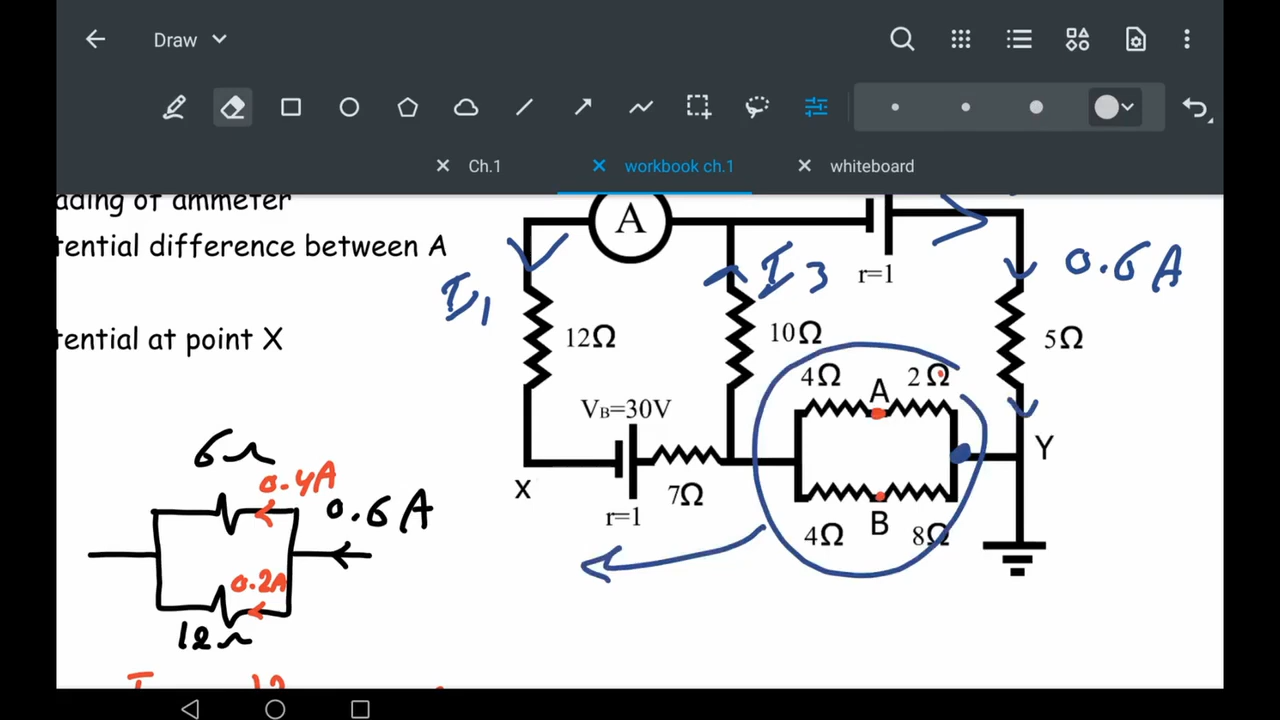 Draw
Ch.1
workbook ch.1
whiteboard
ading of ammeter
tential difference between A
tential at point X
A
r=1
I₁
I₃
0.6A
12Ω
10Ω
5Ω
4Ω
A
2Ω
V_B=30V
X
7Ω
r=1
4Ω
B
8Ω
Y
6Ω
0.4A
0.6A
0.2A
12Ω